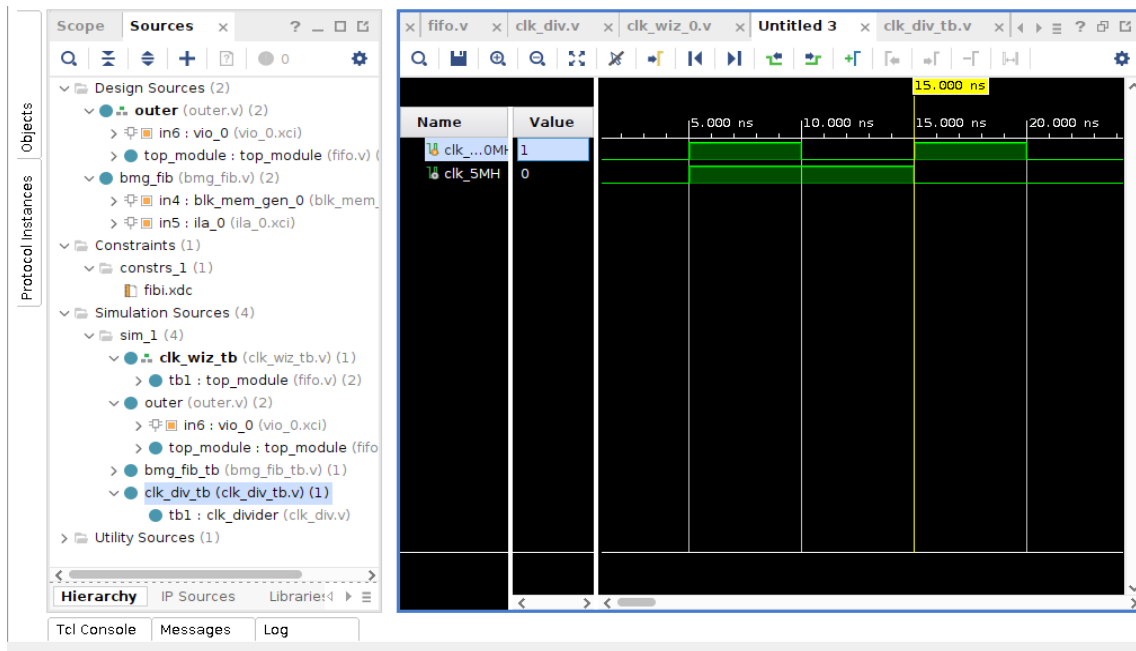 Objects
Protocol Instances
Scope Sources × ?
0
Design Sources (2)
outer (outer.v) (2)
in6 : vio_0 (vio_0.xci)
top_module : top_module (fifo.v) (
bmg_fib (bmg_fib.v) (2)
in4 : blk_mem_gen_0 (blk_mem_
in5 : ila_0 (ila_0.xci)
Constraints (1)
constrs_1 (1)
fibi.xdc
Simulation Sources (4)
sim_1 (4)
clk_wiz_tb (clk_wiz_tb.v) (1)
tb1 : top_module (fifo.v) (2)
outer (outer.v) (2)
in6 : vio_0 (vio_0.xci)
top_module : top_module (fifo
bmg_fib_tb (bmg_fib_tb.v) (1)
clk_div_tb (clk_div_tb.v) (1)
tb1 : clk_divider (clk_div.v)
Utility Sources (1)
Hierarchy IP Sources Libraries
Tcl Console Messages Log
× fifo.v × clk_div.v × clk_wiz_0.v × Untitled 3 × clk_div_tb.v × ?
15.000 ns
Name Value
5.000 ns 10.000 ns 15.000 ns 20.000 ns
clk_...0MH 1
clk_5MH 0